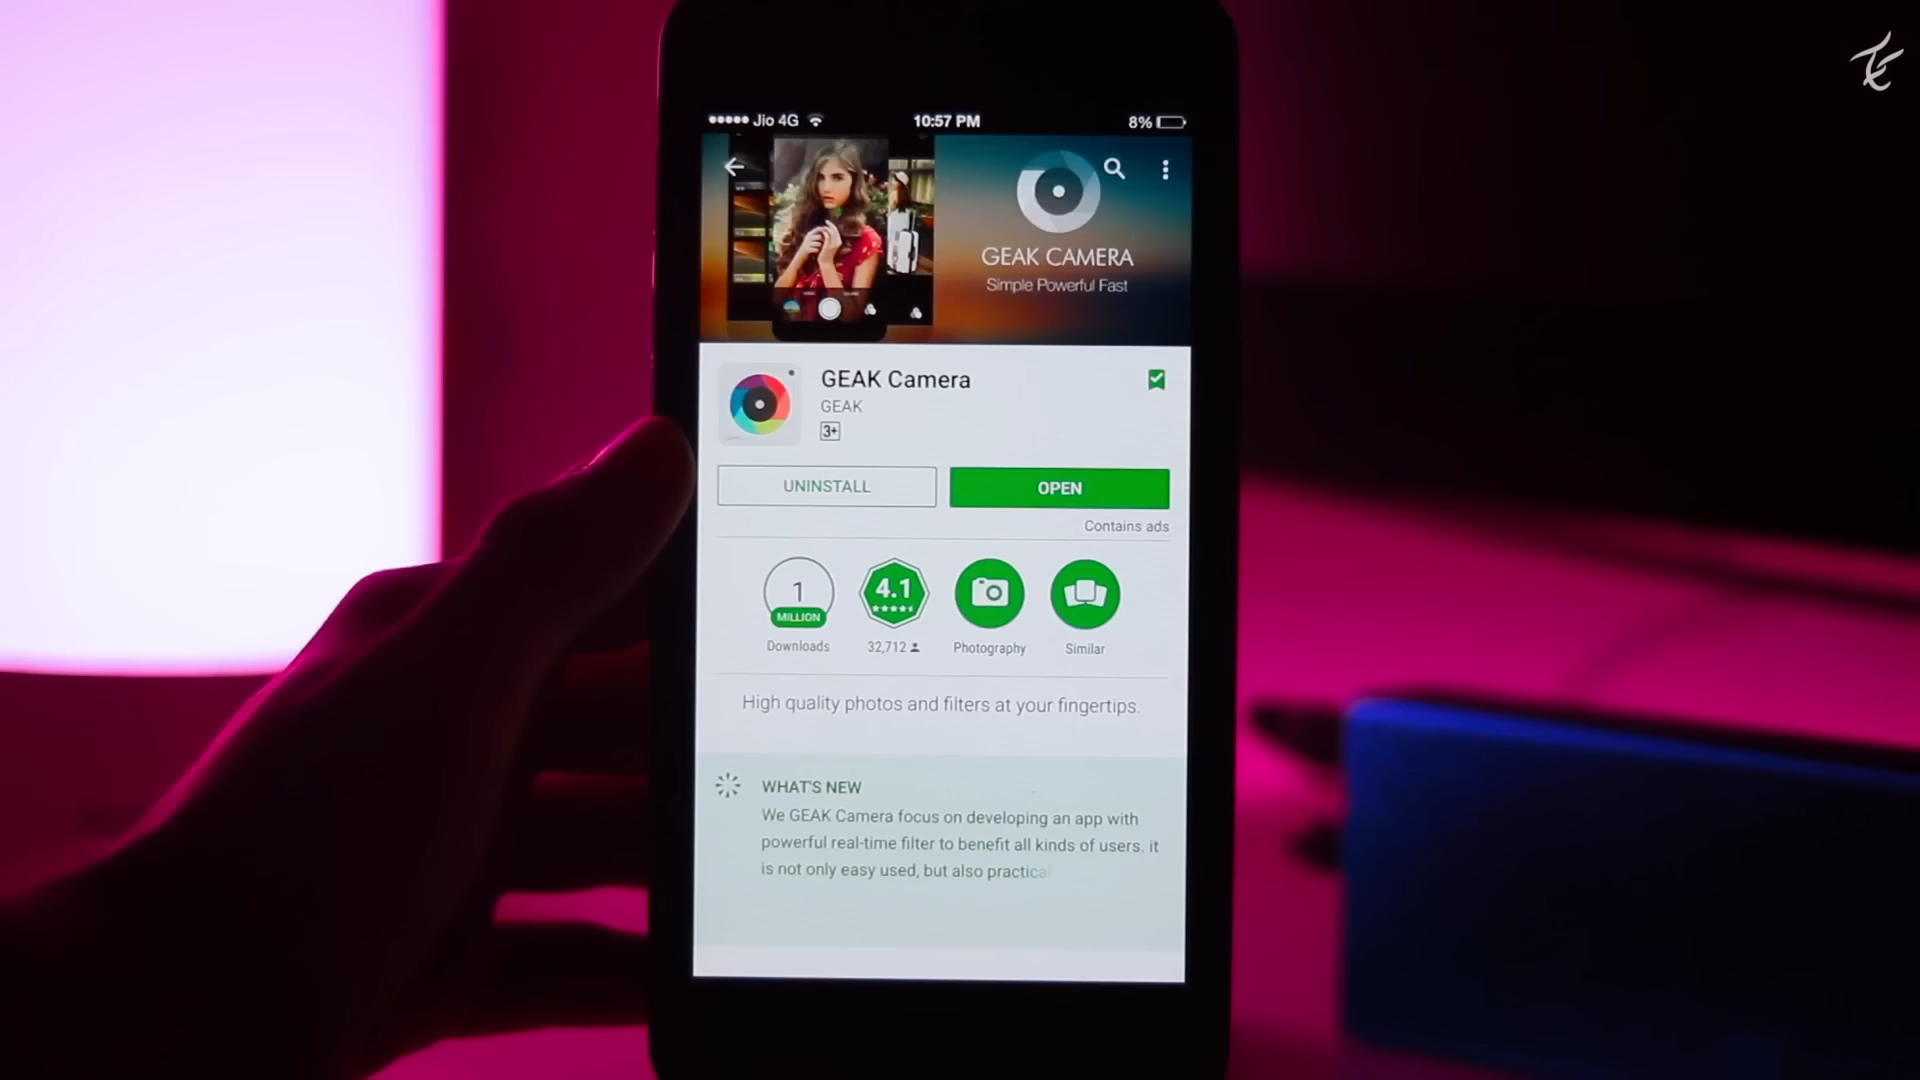 Jio 4G 10:57 PM 8%
GEAK CAMERA
Simple Powerful Fast
GEAK Camera
GEAK
3+
UNINSTALL OPEN
Contains ads
1 4.1
MILLION
Downloads 32,712 Photography Similar
High quality photos and filters at your fingertips.
WHAT'S NEW
We GEAK Camera focus on developing an app with
powerful real-time filter to benefit all kinds of users. it
is not only easy used, but also practical